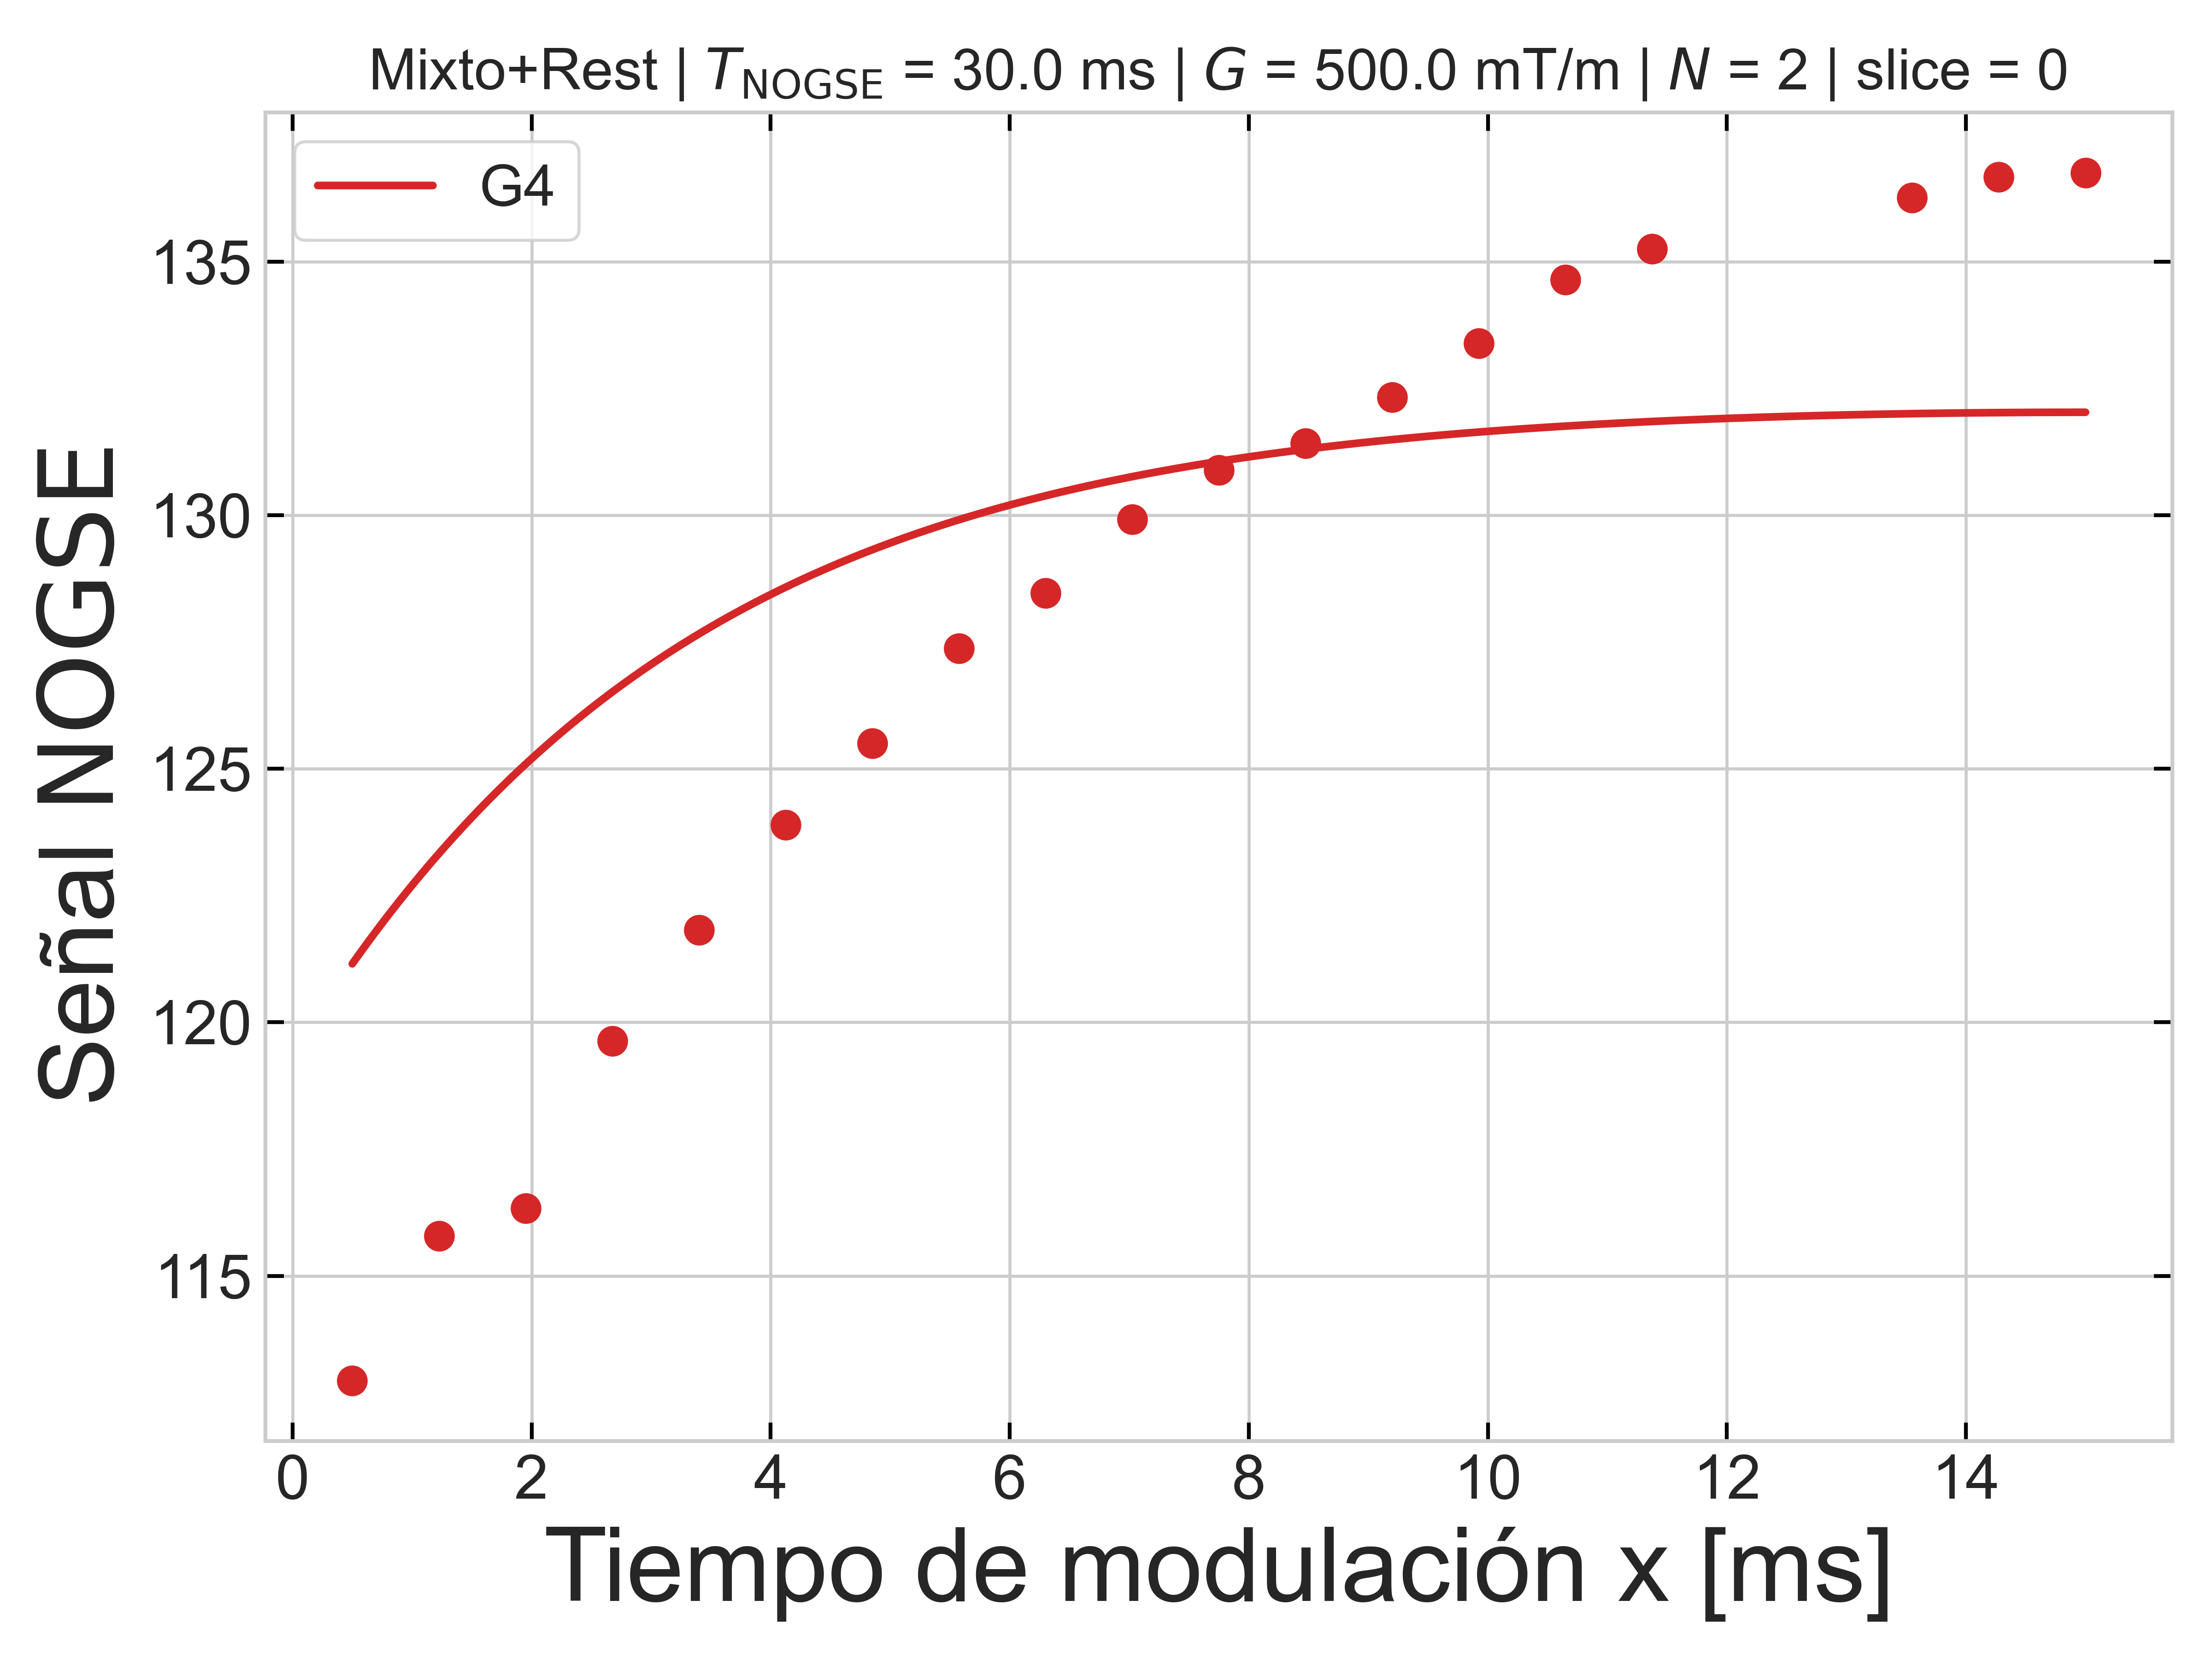 Mixto+Rest | T_NOGSE = 30.0 ms | G = 500.0 mT/m | N = 2 | slice = 0
G4
Señal NOGSE
135
130
125
120
115
0 2 4 6 8 10 12 14
Tiempo de modulación x [ms]